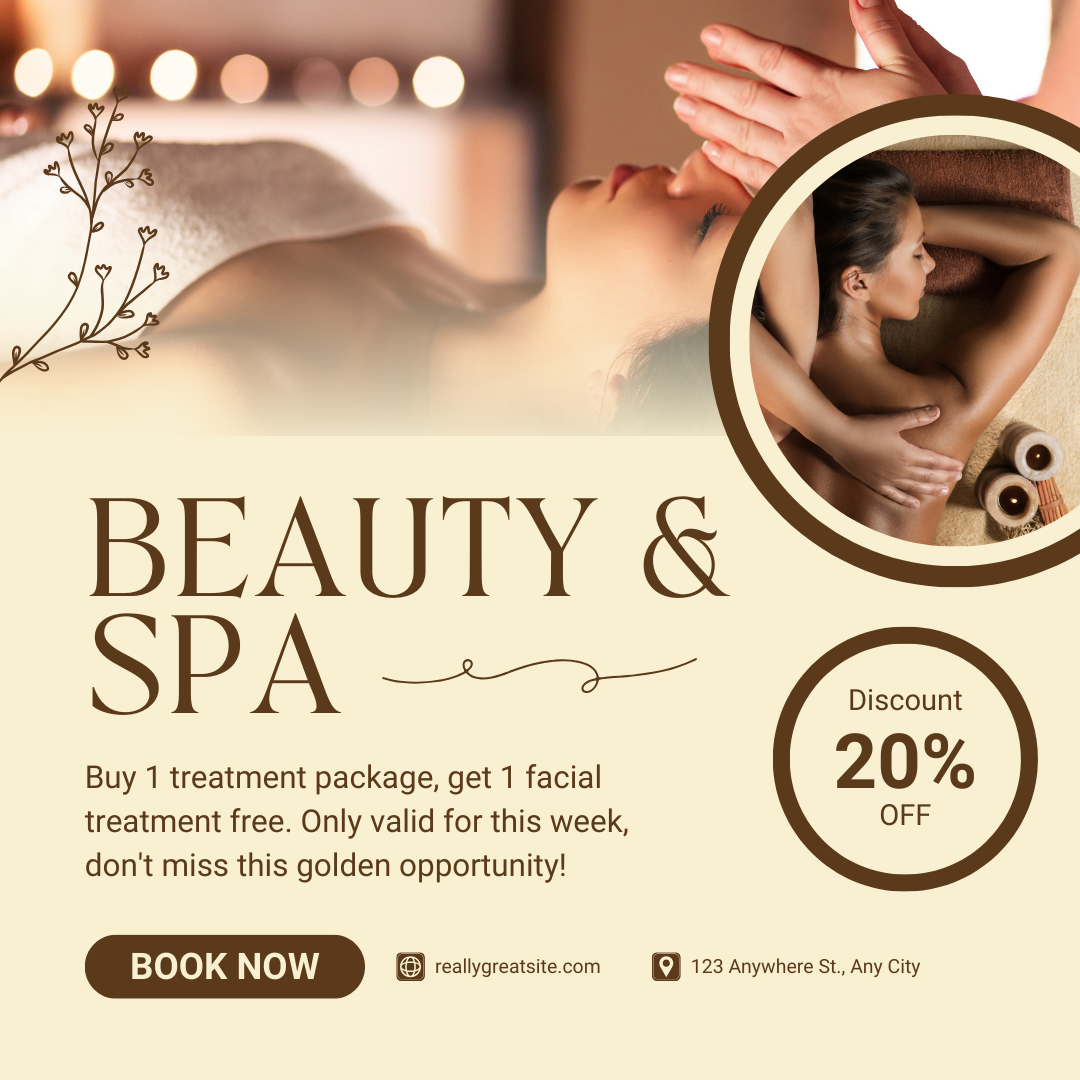 BEAUTY &
SPA
Buy 1 treatment package, get 1 facial
treatment free. Only valid for this week,
don't miss this golden opportunity!
Discount
20%
OFF
BOOK NOW
reallygreatsite.com
123 Anywhere St., Any City